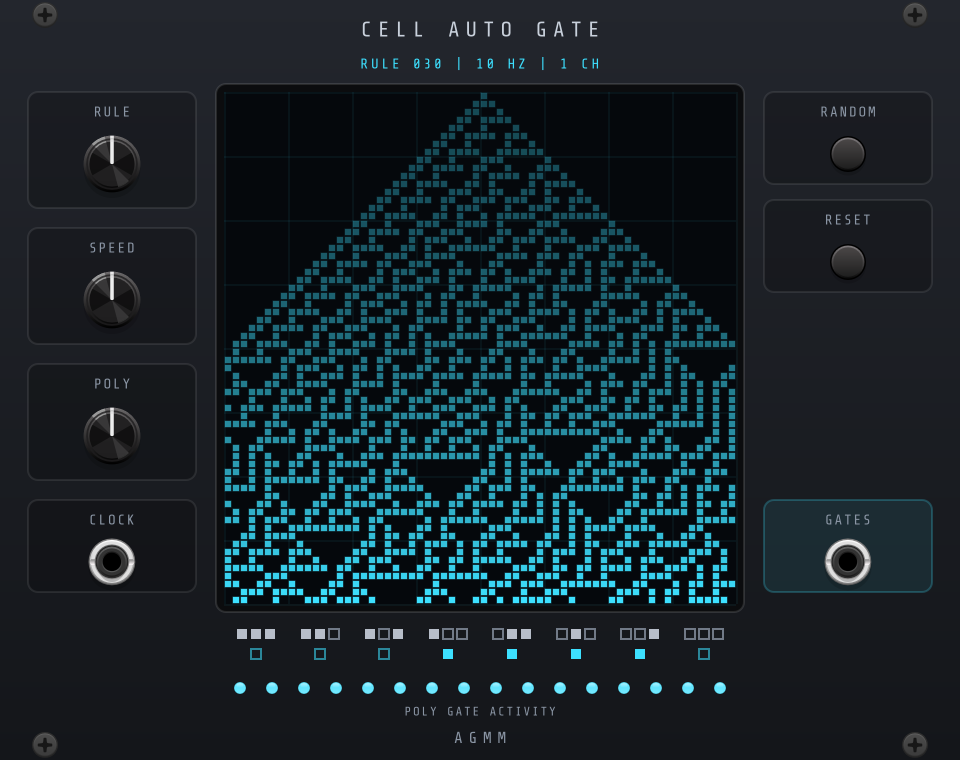 CELL AUTO GATE
RULE 030 | 10 HZ | 1 CH
RULE
RANDOM
SPEED
RESET
POLY
CLOCK
GATES
POLY GATE ACTIVITY
AGMM